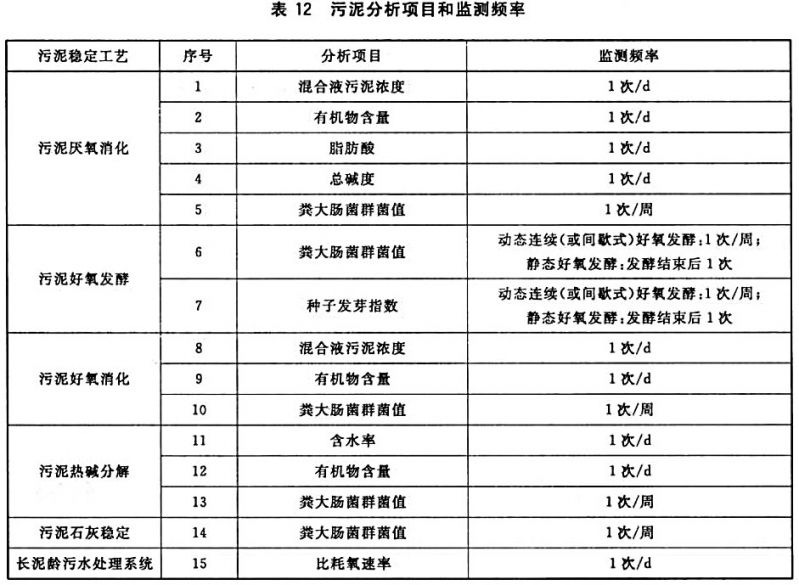 表 12 污泥分析项目和监测频率
污泥稳定工艺 序号 分析项目 监测频率
污泥厌氧消化
1 混合液污泥浓度 1次/d
2 有机物含量 1次/d
3 脂肪酸 1次/d
4 总碱度 1次/d
5 粪大肠菌群菌值 1次/周
污泥好氧发酵
6 粪大肠菌群菌值 动态连续(或间歇式)好氧发酵:1次/周;
静态好氧发酵:发酵结束后1次
7 种子发芽指数 动态连续(或间歇式)好氧发酵:1次/周;
静态好氧发酵:发酵结束后1次
污泥好氧消化
8 混合液污泥浓度 1次/d
9 有机物含量 1次/d
10 粪大肠菌群菌值 1次/周
污泥热碱分解
11 含水率 1次/d
12 有机物含量 1次/d
13 粪大肠菌群菌值 1次/周
污泥石灰稳定 14 粪大肠菌群菌值 1次/周
长泥龄污水处理系统 15 比耗氧速率 1次/d